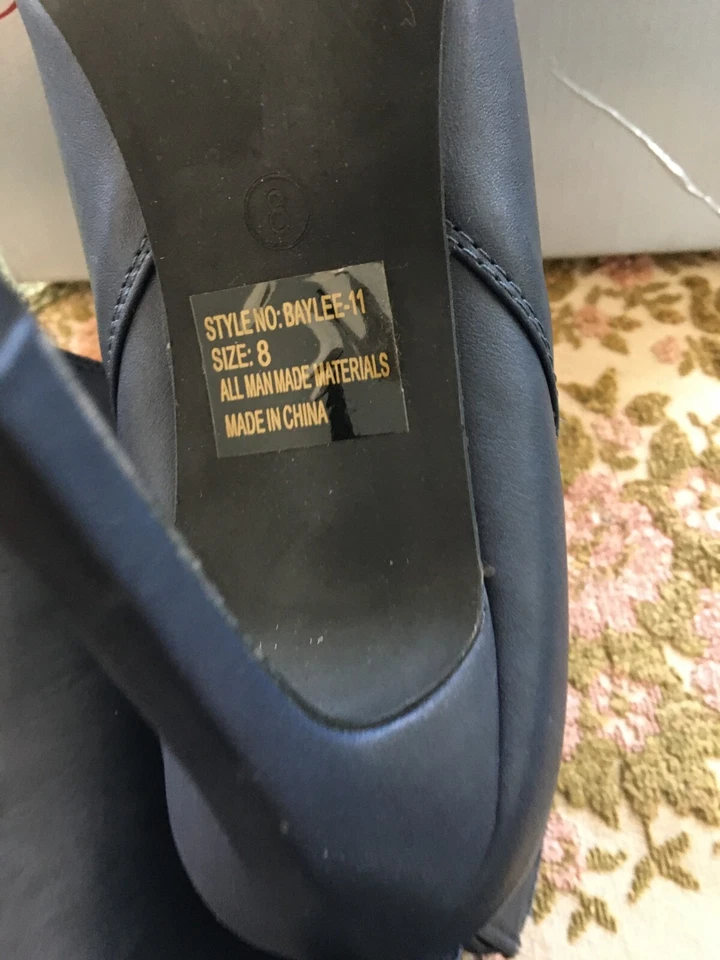 8
STYLE NO: BAYLEE-11
SIZE: 8
ALL MAN MADE MATERIALS
MADE IN CHINA